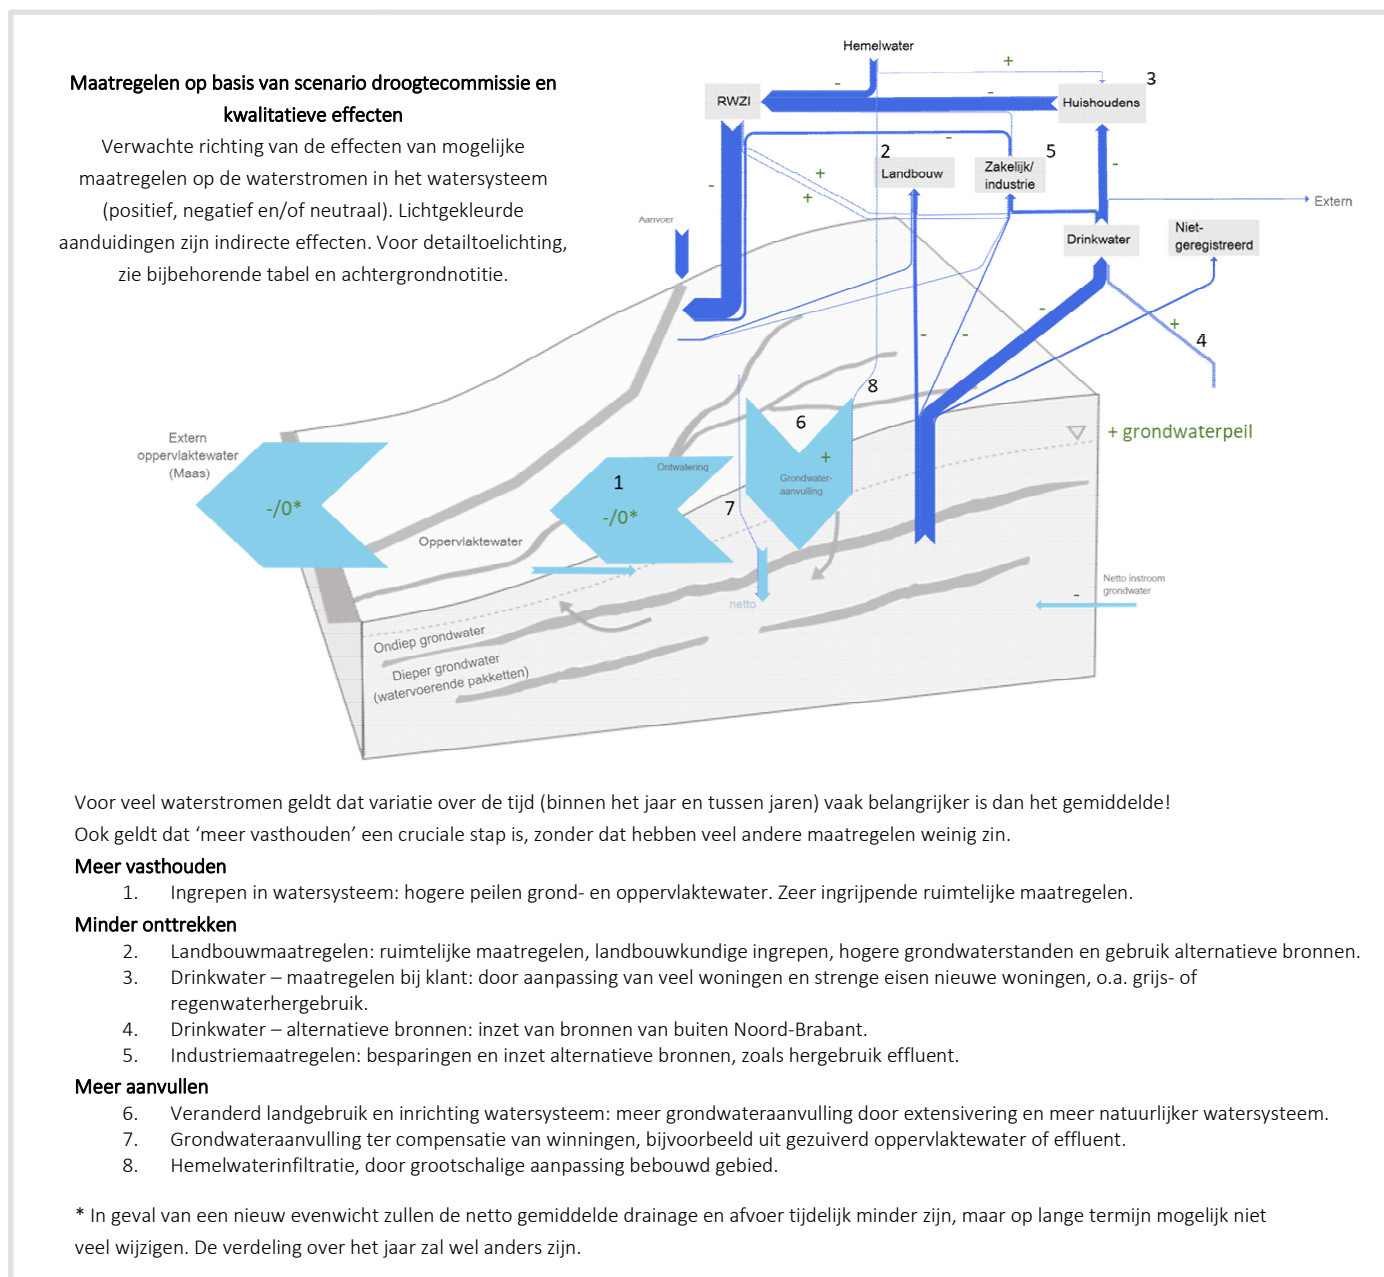 Maatregelen op basis van scenario droogtecommissie en
kwalitatieve effecten
Verwachte richting van de effecten van mogelijke
maatregelen op de waterstromen in het watersysteem
(positief, negatief en/of neutraal). Lichtgekleurde
aanduidingen zijn indirecte effecten. Voor detailtoelichting,
zie bijbehorende tabel en achtergrondnotitie.
Hemelwater
+
3
-
-
RWZI
Huishoudens
-
2
5
-
Landbouw
Zakelijk/
industrie
-
+
+
Extern
Aanvoer
Drinkwater
Niet-
geregistreerd
-
-
-
+
4
8
6
+ grondwaterpeil
Extern
oppervlaktewater
(Maas)
-/0*
Ontwatering
1
-/0*
+
Grondwater-
aanvulling
7
Oppervlaktewater
netto
Netto instroom
grondwater
-
Ondiep grondwater
Dieper grondwater
(watervoerende pakketten)
Voor veel waterstromen geldt dat variatie over de tijd (binnen het jaar en tussen jaren) vaak belangrijker is dan het gemiddelde!
Ook geldt dat ‘meer vasthouden’ een cruciale stap is, zonder dat hebben veel andere maatregelen weinig zin.
Meer vasthouden
1. Ingrepen in watersysteem: hogere peilen grond- en oppervlaktewater. Zeer ingrijpende ruimtelijke maatregelen.
Minder onttrekken
2. Landbouwmaatregelen: ruimtelijke maatregelen, landbouwkundige ingrepen, hogere grondwaterstanden en gebruik alternatieve bronnen.
3. Drinkwater – maatregelen bij klant: door aanpassing van veel woningen en strenge eisen nieuwe woningen, o.a. grijs- of
regenwaterhergebruik.
4. Drinkwater – alternatieve bronnen: inzet van bronnen van buiten Noord-Brabant.
5. Industriemaatregelen: besparingen en inzet alternatieve bronnen, zoals hergebruik effluent.
Meer aanvullen
6. Veranderd landgebruik en inrichting watersysteem: meer grondwateraanvulling door extensivering en meer natuurlijker watersysteem.
7. Grondwateraanvulling ter compensatie van winningen, bijvoorbeeld uit gezuiverd oppervlaktewater of effluent.
8. Hemelwaterinfiltratie, door grootschalige aanpassing bebouwd gebied.
* In geval van een nieuw evenwicht zullen de netto gemiddelde drainage en afvoer tijdelijk minder zijn, maar op lange termijn mogelijk niet
veel wijzigen. De verdeling over het jaar zal wel anders zijn.